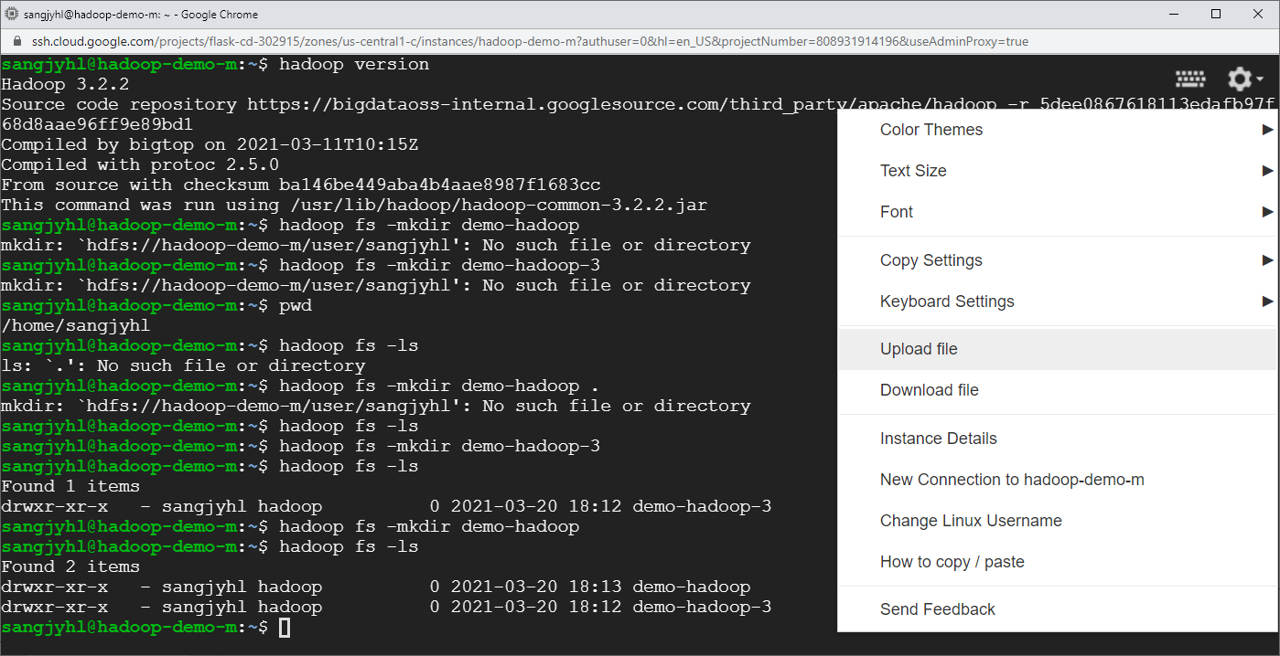 sangjyhl@hadoop-demo-m: ~ - Google Chrome
ssh.cloud.google.com/projects/flask-cd-302915/zones/us-central1-c/instances/hadoop-demo-m?authuser=0&hl=en_US&projectNumber=808931914196&useAdminProxy=true
sangjyhl@hadoop-demo-m:~$ hadoop version
Hadoop 3.2.2
Source code repository https://bigdataoss-internal.googlesource.com/third_party/apache/hadoop -r 5dee0867618113edafb97f
68d8aae96ff9e89bd1
Compiled by bigtop on 2021-03-11T10:15Z
Compiled with protoc 2.5.0
From source with checksum ba146be449aba4b4aae8987f1683cc
This command was run using /usr/lib/hadoop/hadoop-common-3.2.2.jar
sangjyhl@hadoop-demo-m:~$ hadoop fs -mkdir demo-hadoop
mkdir: `hdfs://hadoop-demo-m/user/sangjyhl': No such file or directory
sangjyhl@hadoop-demo-m:~$ hadoop fs -mkdir demo-hadoop-3
mkdir: `hdfs://hadoop-demo-m/user/sangjyhl': No such file or directory
sangjyhl@hadoop-demo-m:~$ pwd
/home/sangjyhl
sangjyhl@hadoop-demo-m:~$ hadoop fs -ls
ls: `.': No such file or directory
sangjyhl@hadoop-demo-m:~$ hadoop fs -mkdir demo-hadoop .
mkdir: `hdfs://hadoop-demo-m/user/sangjyhl': No such file or directory
sangjyhl@hadoop-demo-m:~$ hadoop fs -ls
sangjyhl@hadoop-demo-m:~$ hadoop fs -mkdir demo-hadoop-3
sangjyhl@hadoop-demo-m:~$ hadoop fs -ls
Found 1 items
drwxr-xr-x - sangjyhl hadoop 0 2021-03-20 18:12 demo-hadoop-3
sangjyhl@hadoop-demo-m:~$ hadoop fs -mkdir demo-hadoop
sangjyhl@hadoop-demo-m:~$ hadoop fs -ls
Found 2 items
drwxr-xr-x - sangjyhl hadoop 0 2021-03-20 18:13 demo-hadoop
drwxr-xr-x - sangjyhl hadoop 0 2021-03-20 18:12 demo-hadoop-3
sangjyhl@hadoop-demo-m:~$
Color Themes
Text Size
Font
Copy Settings
Keyboard Settings
Upload file
Download file
Instance Details
New Connection to hadoop-demo-m
Change Linux Username
How to copy / paste
Send Feedback